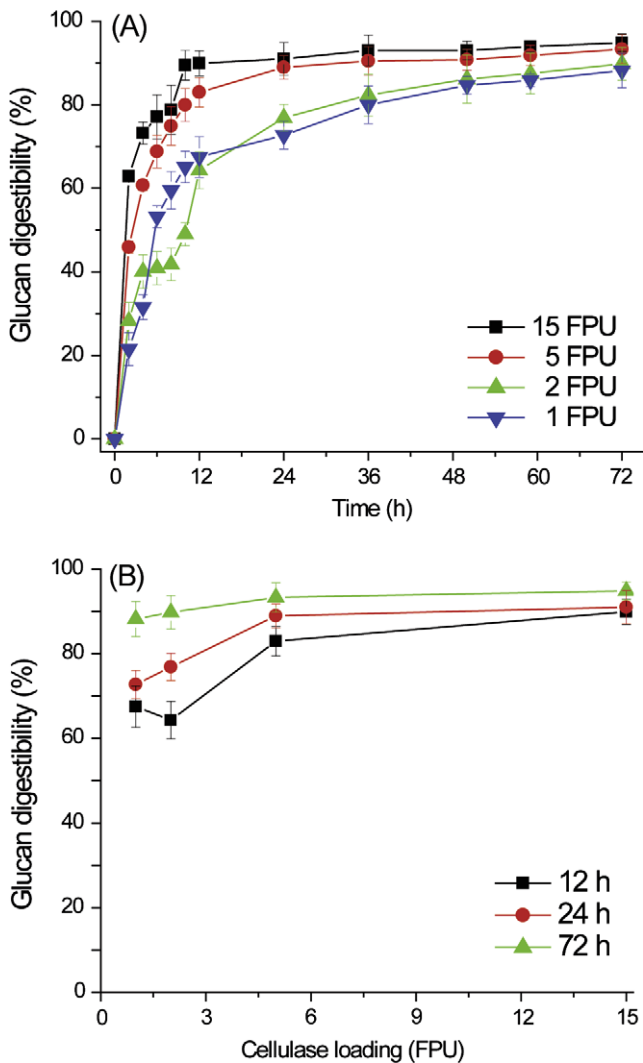 (A)
100
80
60
40
20
0
Glucan digestibility (%)
15 FPU
5 FPU
2 FPU
1 FPU
0 12 24 36 48 60 72
Time (h)
(B)
100
80
60
40
20
0
Glucan digestibility (%)
12 h
24 h
72 h
0 3 6 9 12 15
Cellulase loading (FPU)